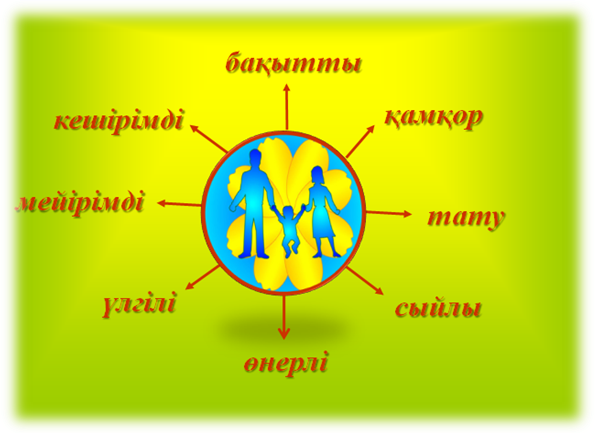 бақытты
кешірімді
қамқор
мейірімді
тату
үлгілі
сыйлы
өнерлі